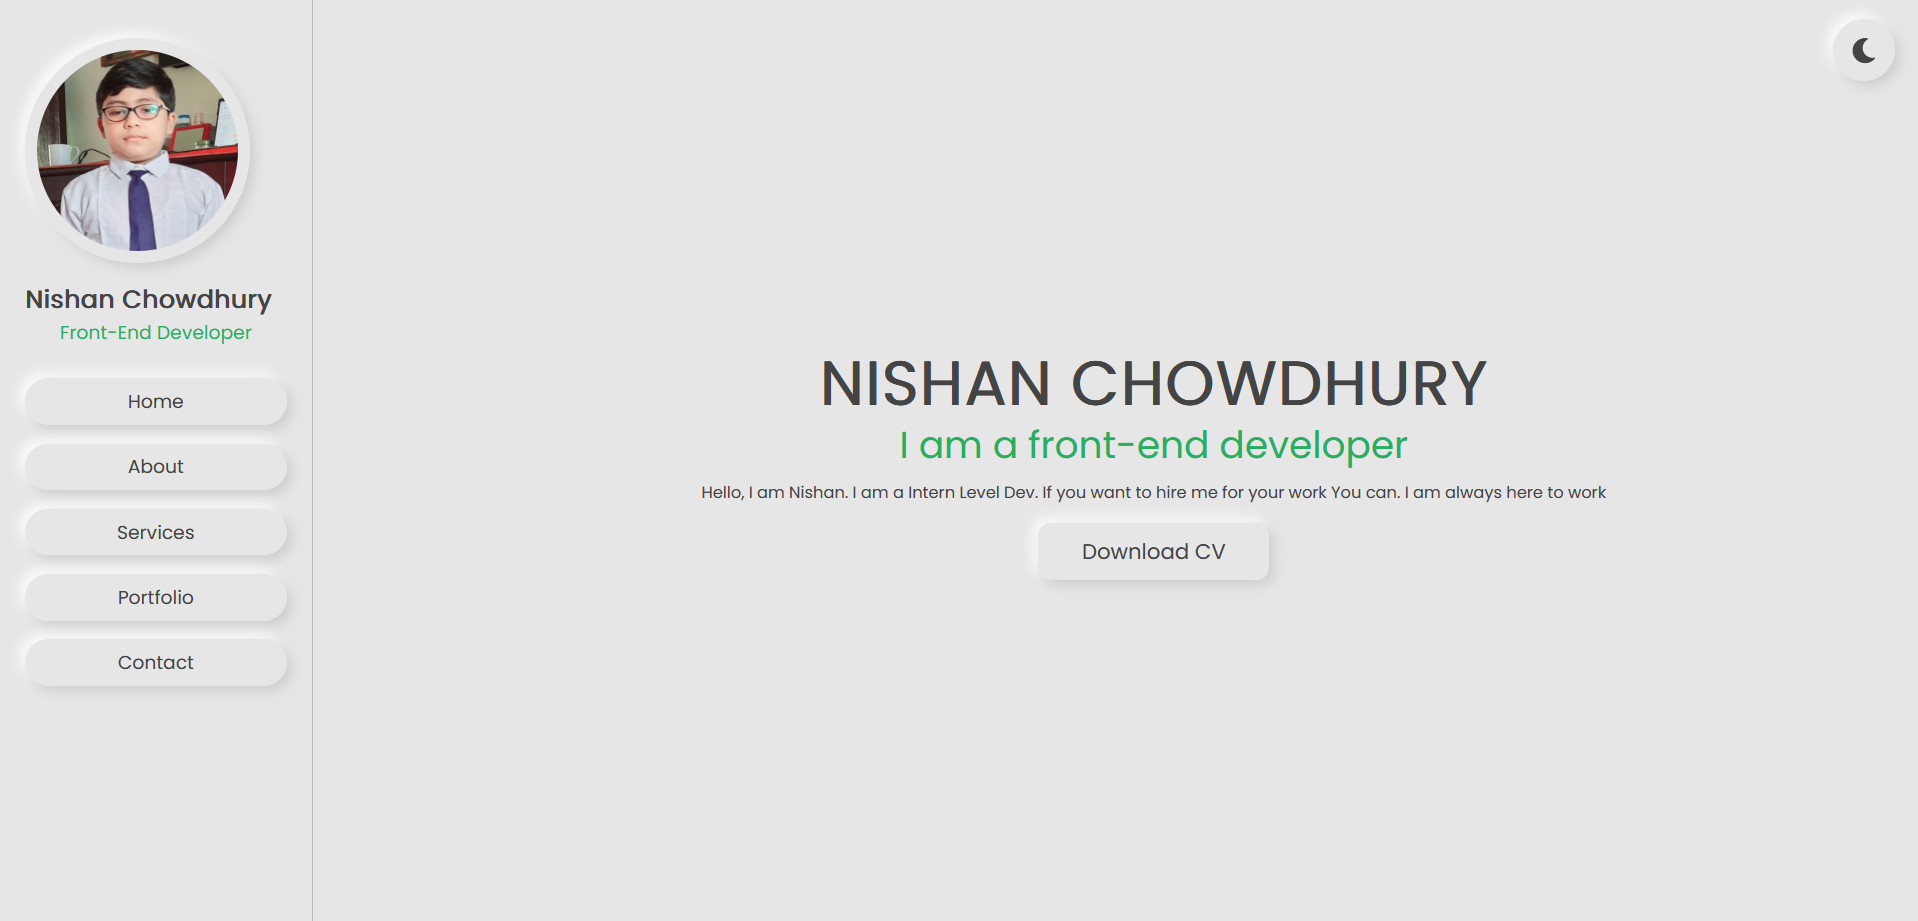 Nishan Chowdhury
Front-End Developer
Home
About
Services
Portfolio
Contact
NISHAN CHOWDHURY
I am a front-end developer
Hello, I am Nishan. I am a Intern Level Dev. If you want to hire me for your work You can. I am always here to work
Download CV